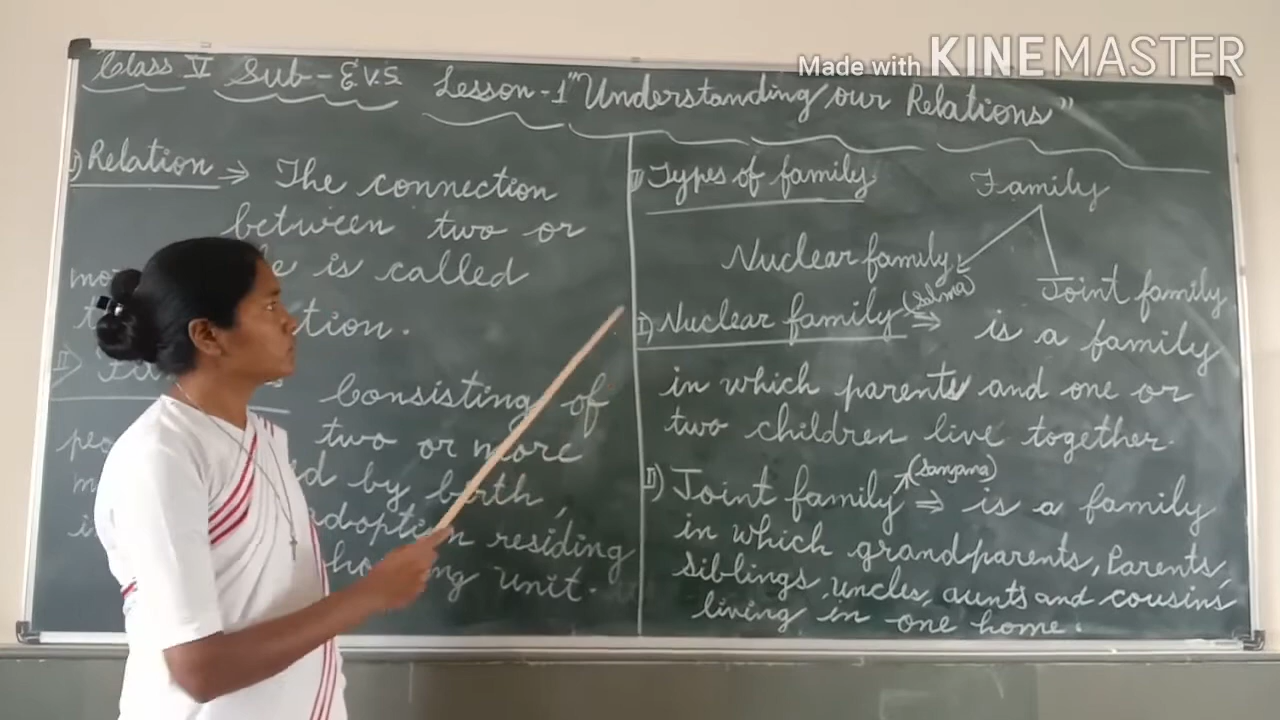 Made with KINEMASTER
Class V Sub - E.V.S Lesson - 1 "Understanding our Relations"
I) Relation ⇒ The connection
between two or
is called
Consisting of
two or more
by birth,
adoption residing
unit.
II) Types of family.
Family
Nuclear family
Joint family
(Salma)
I) Nuclear family ⇒ is a family
in which parents and one or
two children live together.
(Sanjana)
II) Joint family ⇒ is a family
in which grandparents, Parents,
Siblings, uncles, aunts and cousins
living in one home.